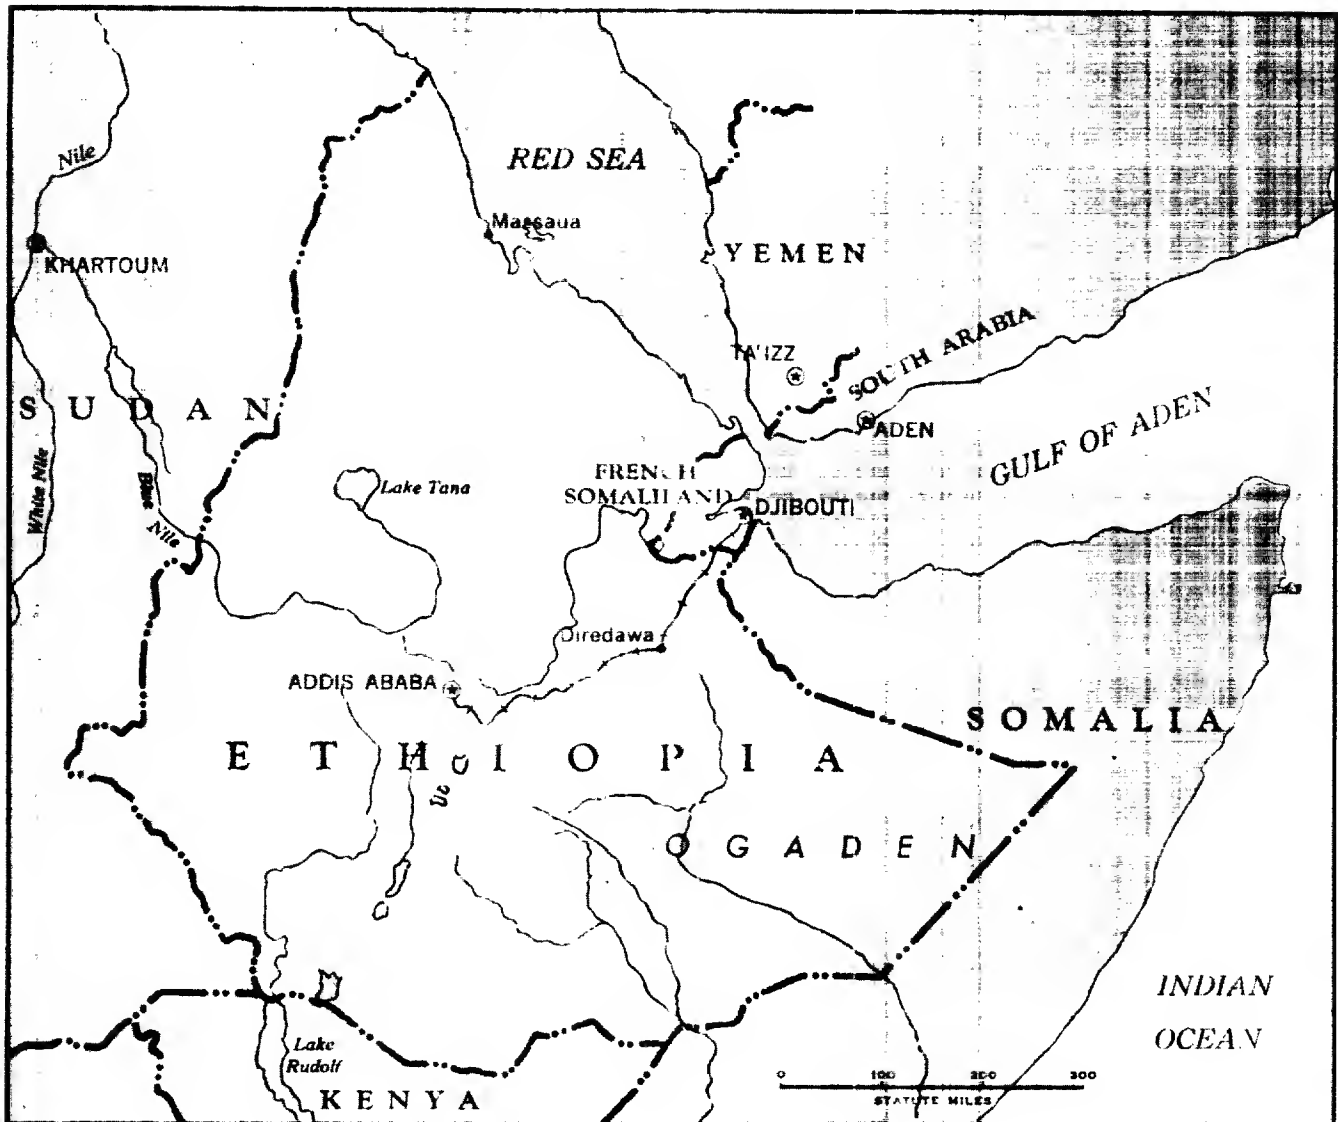 RED SEA
Nile
Massaua
YEMEN
KHARTOUM
TA'IZZ
SOUTH ARABIA
SUDAN
ADEN
GULF OF ADEN
White Nile
Blue
Nile
Lake Tana
FRENCH
SOMALILAND
DJIBOUTI
Diredawa
ADDIS ABABA
SOMALIA
ETHIOPIA
OGADEN
INDIAN
OCEAN
Lake
Rudolf
KENYA
0 100 200 300
STATUTE MILES